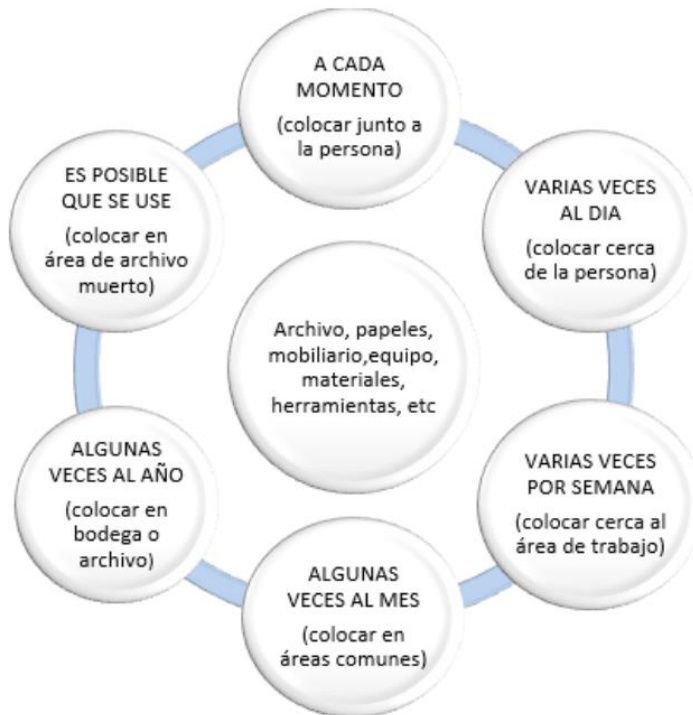 A CADA
MOMENTO
(colocar junto a
la persona)
ES POSIBLE
QUE SE USE
(colocar en
área de archivo
muerto)
VARIAS VECES
AL DIA
(colocar cerca
de la persona)
Archivo, papeles,
mobiliario,equipo,
materiales,
herramientas, etc
ALGUNAS
VECES AL AÑO
(colocar en
bodega o
archivo)
VARIAS VECES
POR SEMANA
(colocar cerca al
área de trabajo)
ALGUNAS
VECES AL MES
(colocar en
áreas comunes)